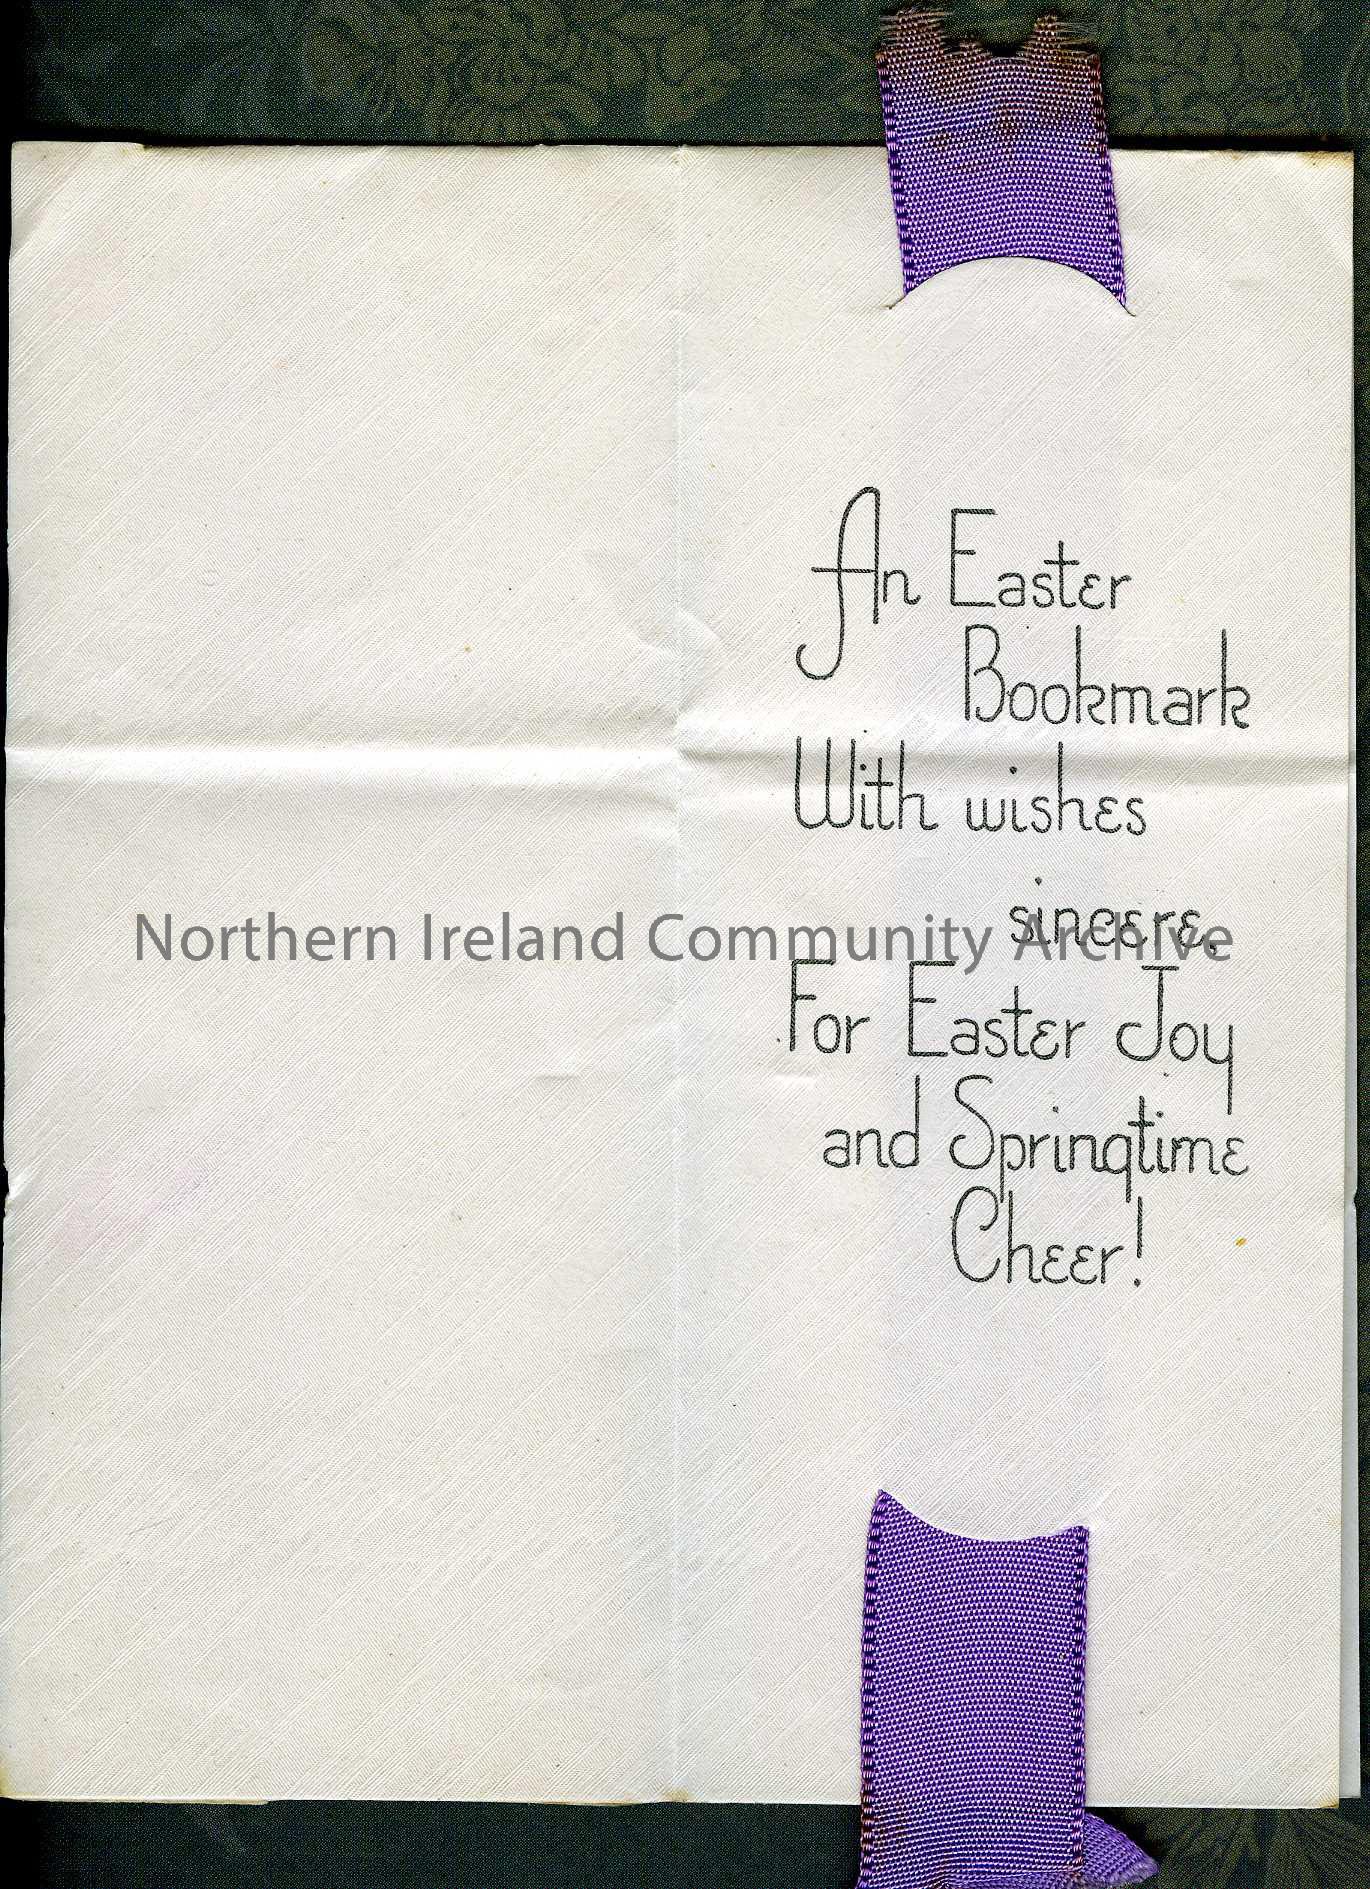 An Easter
Bookmark
With wishes
sincere,
Northern Ireland Community Archive
For Easter Joy
and Springtime
Cheer!